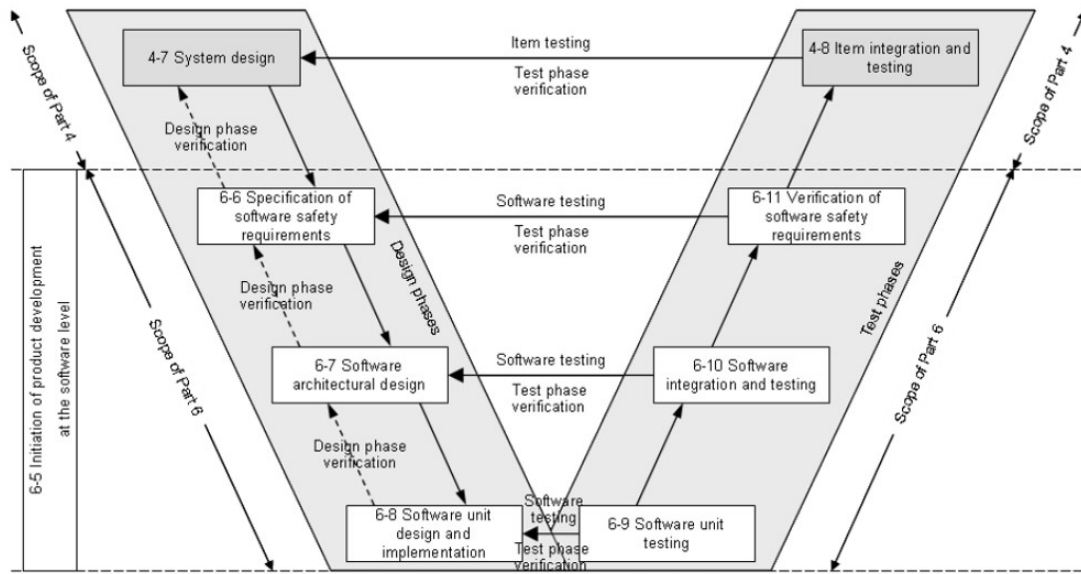 Item testing
4-7 System design
4-8 Item integration and
testing
Test phase
verification
Scope of Part 4
Scope of Part 4
Design phase
verification
6-6 Specification of
software safety
requirements
Software testing
Test phase
verification
6-11 Verification of
software safety
requirements
Design phases
Test phases
Design phase
verification
6-5 Initiation of product development
at the software level
Scope of Part 6
Scope of Part 6
6-7 Software
architectural design
Software testing
Test phase
verification
6-10 Software
integration and testing
Design phase
verification
6-8 Software unit
design and
implementation
Software
testing
Test phase
verification
6-9 Software unit
testing